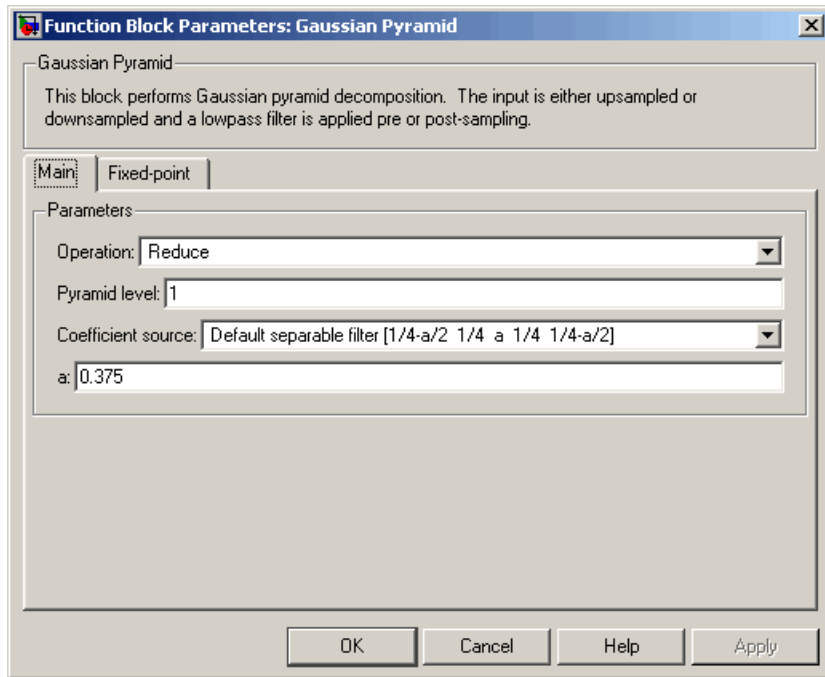 Function Block Parameters: Gaussian Pyramid
Gaussian Pyramid
This block performs Gaussian pyramid decomposition. The input is either upsampled or
downsampled and a lowpass filter is applied pre or post-sampling.
Main Fixed-point
Parameters
Operation: Reduce
Pyramid level: 1
Coefficient source: Default separable filter [1/4-a/2 1/4 a 1/4 1/4-a/2]
a: 0.375
OK Cancel Help Apply